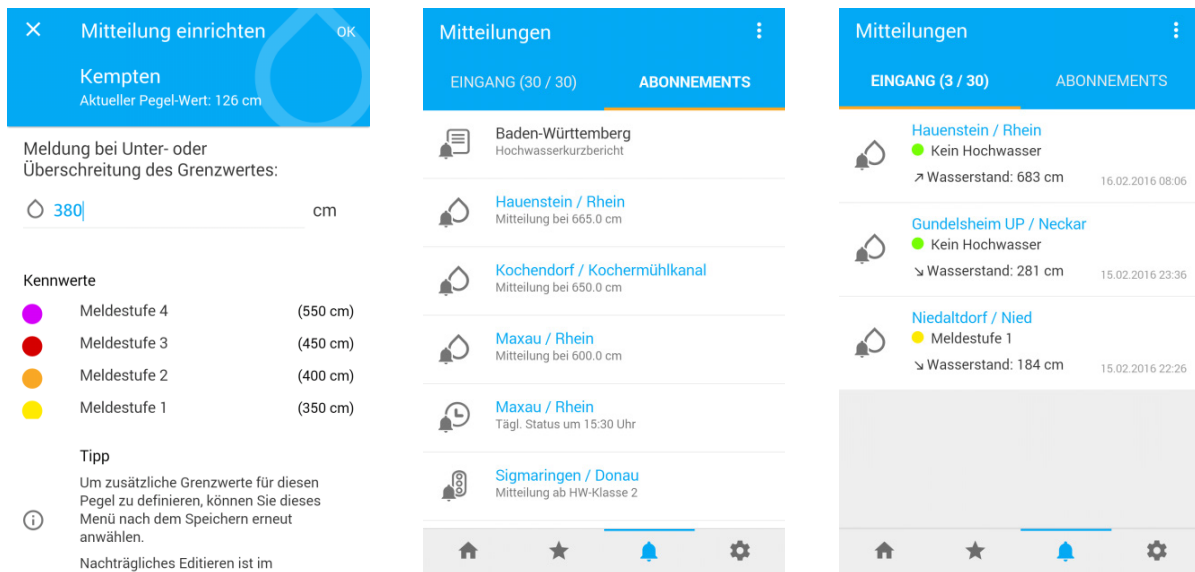 Mitteilung einrichten
OK
Kempten
Aktueller Pegel-Wert: 126 cm
Meldung bei Unter- oder
Überschreitung des Grenzwertes:
380 cm
Kennwerte
Meldestufe 4 (550 cm)
Meldestufe 3 (450 cm)
Meldestufe 2 (400 cm)
Meldestufe 1 (350 cm)
Tipp
Um zusätzliche Grenzwerte für diesen
Pegel zu definieren, können Sie dieses
Menü nach dem Speichern erneut
anwählen.
Nachträgliches Editieren ist im
Mitteilungen
EINGANG (30 / 30) ABONNEMENTS
Baden-Württemberg
Hochwasserkurzbericht
Hauenstein / Rhein
Mitteilung bei 665.0 cm
Kochendorf / Kochermühlkanal
Mitteilung bei 650.0 cm
Maxau / Rhein
Mitteilung bei 600.0 cm
Maxau / Rhein
Tägl. Status um 15:30 Uhr
Sigmaringen / Donau
Mitteilung ab HW-Klasse 2
Mitteilungen
EINGANG (3 / 30) ABONNEMENTS
Hauenstein / Rhein
Kein Hochwasser
Wasserstand: 683 cm 16.02.2016 08:06
Gundelsheim UP / Neckar
Kein Hochwasser
Wasserstand: 281 cm 15.02.2016 23:36
Niedaltdorf / Nied
Meldestufe 1
Wasserstand: 184 cm 15.02.2016 22:26